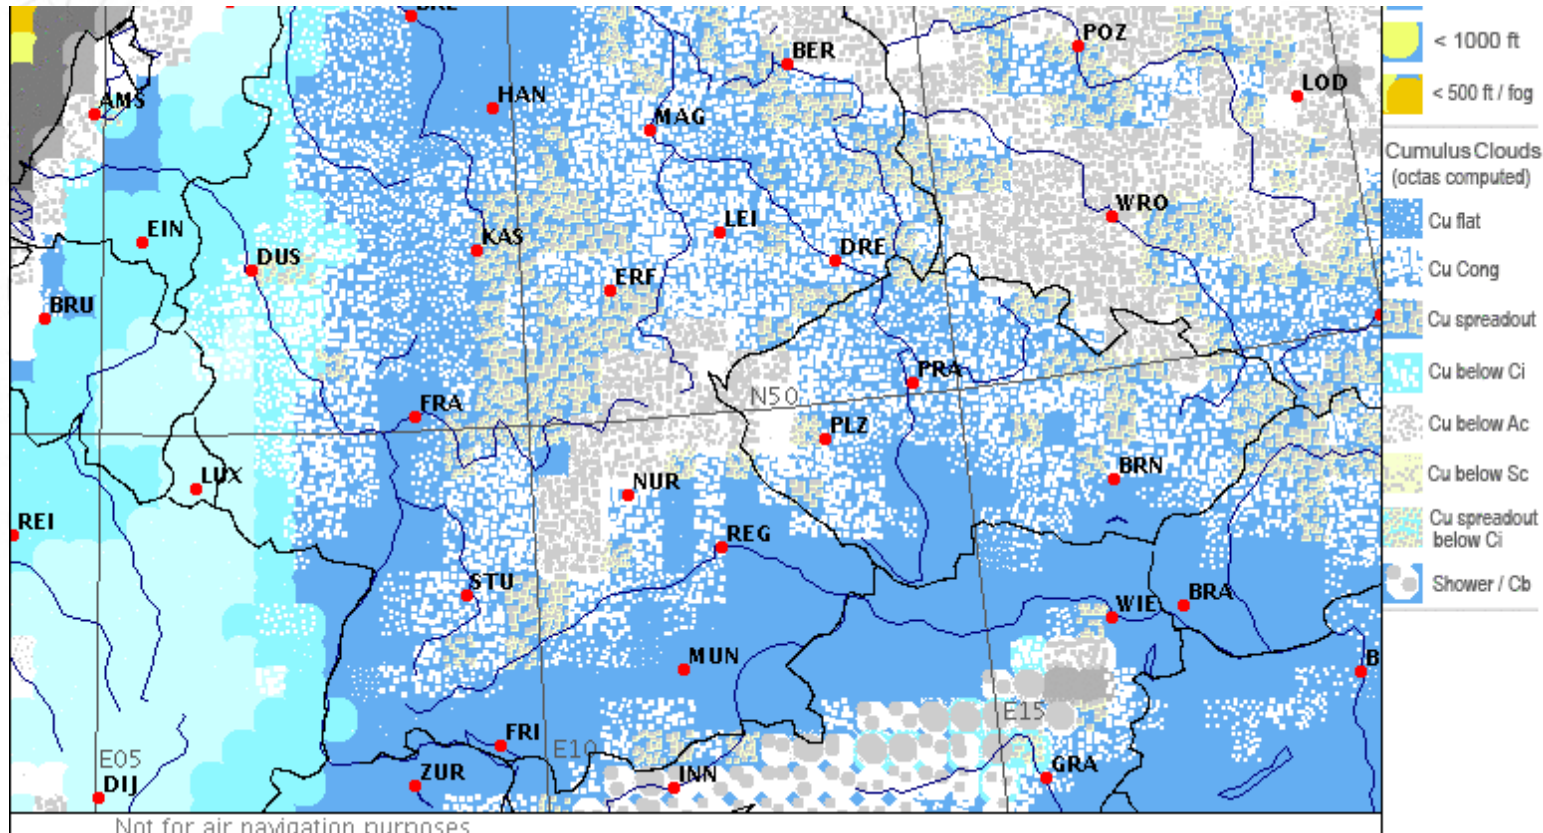 BRE
BER
POZ
< 1000 ft
HAN
LOD
< 500 ft / fog
AMS
MAG
Cumulus Clouds
(octas computed)
WRO
Cu flat
EIN
LEI
KAS
DUS
DRE
Cu Cong
ERF
BRU
Cu spreadout
PRA
Cu below Ci
N50
FRA
PLZ
Cu below Ac
BRN
LUX
NUR
Cu below Sc
REI
REG
Cu spreadout
below Ci
STU
Shower / Cb
WIE
BRA
MUN
B
E15
FRI
E10
E05
ZUR
INN
GRA
DIJ
Not for air navigation purposes